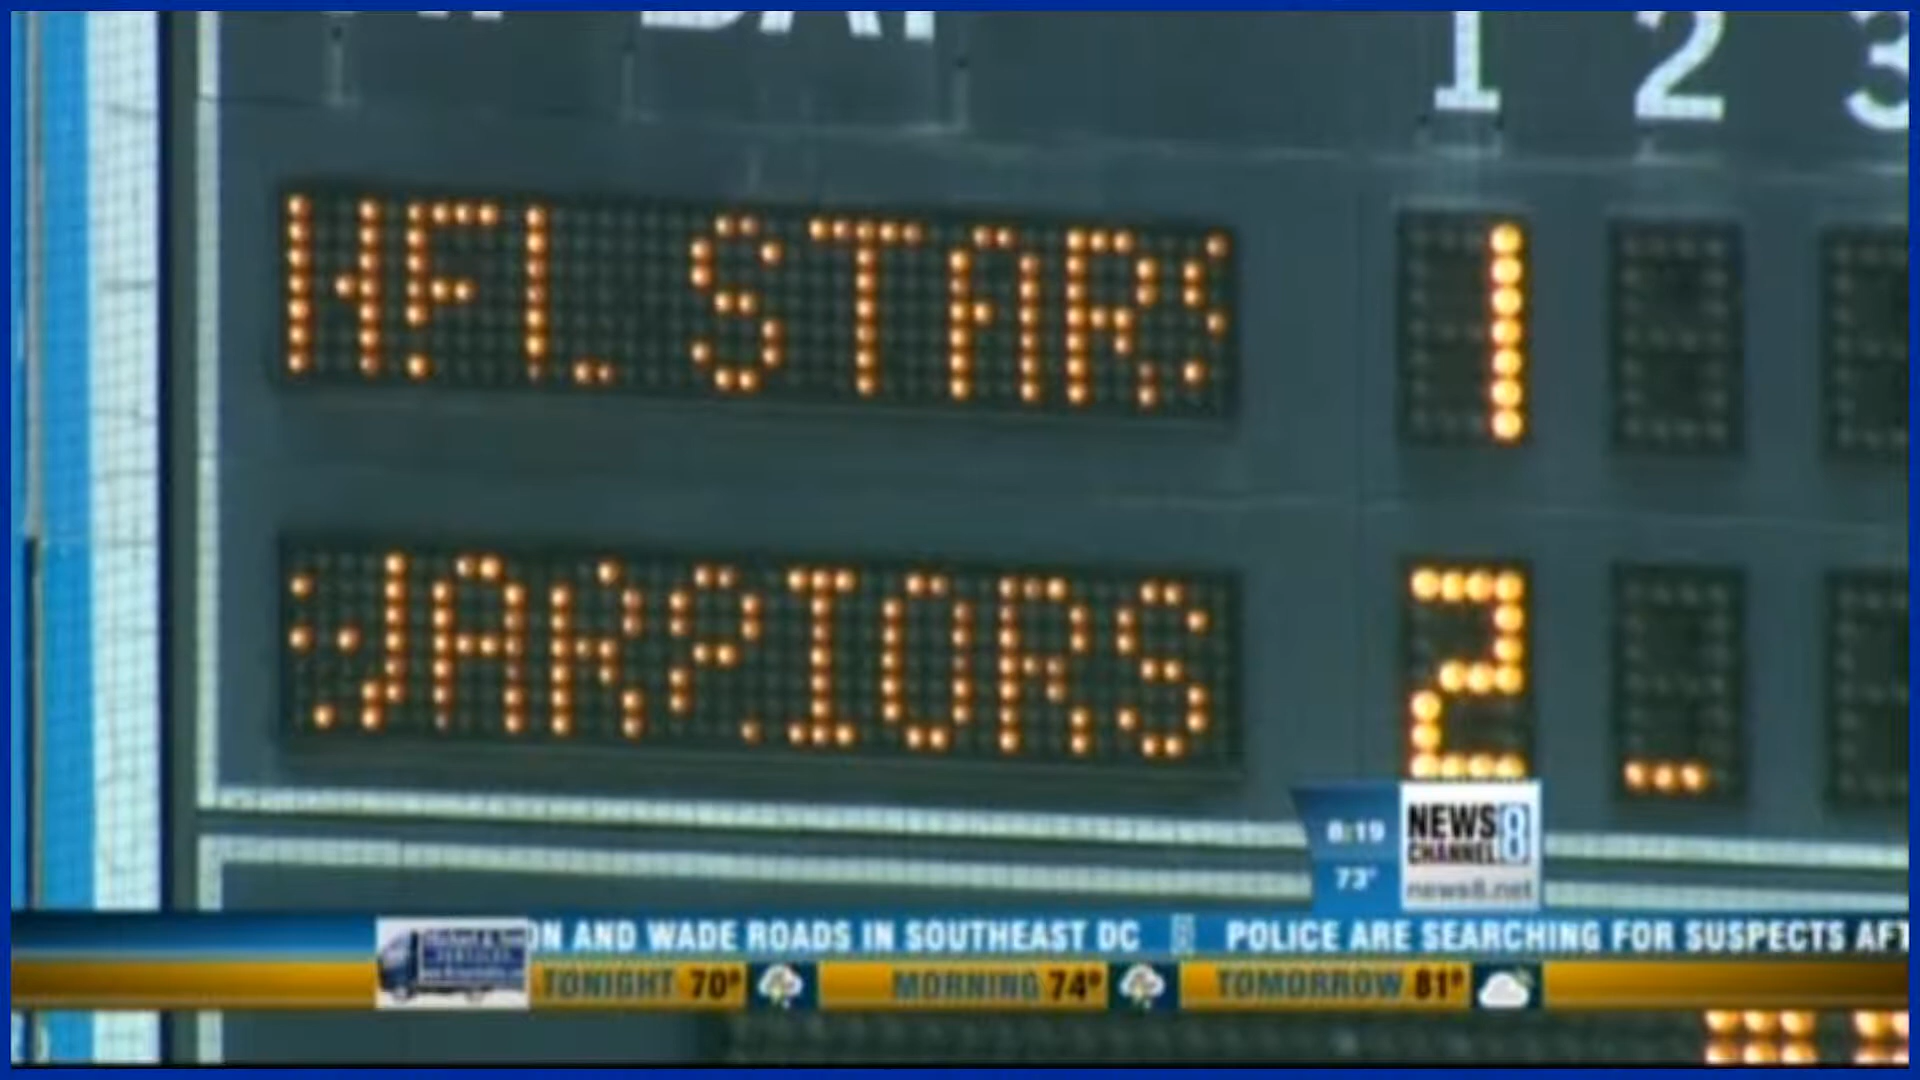 1 2 3
NFL STARS 1
WARRIORS 2
8:19
73°
NEWS
CHANNEL 8
news8.net
ON AND WADE ROADS IN SOUTHEAST DC POLICE ARE SEARCHING FOR SUSPECTS AFT
TONIGHT 70° MORNING 74° TOMORROW 81°